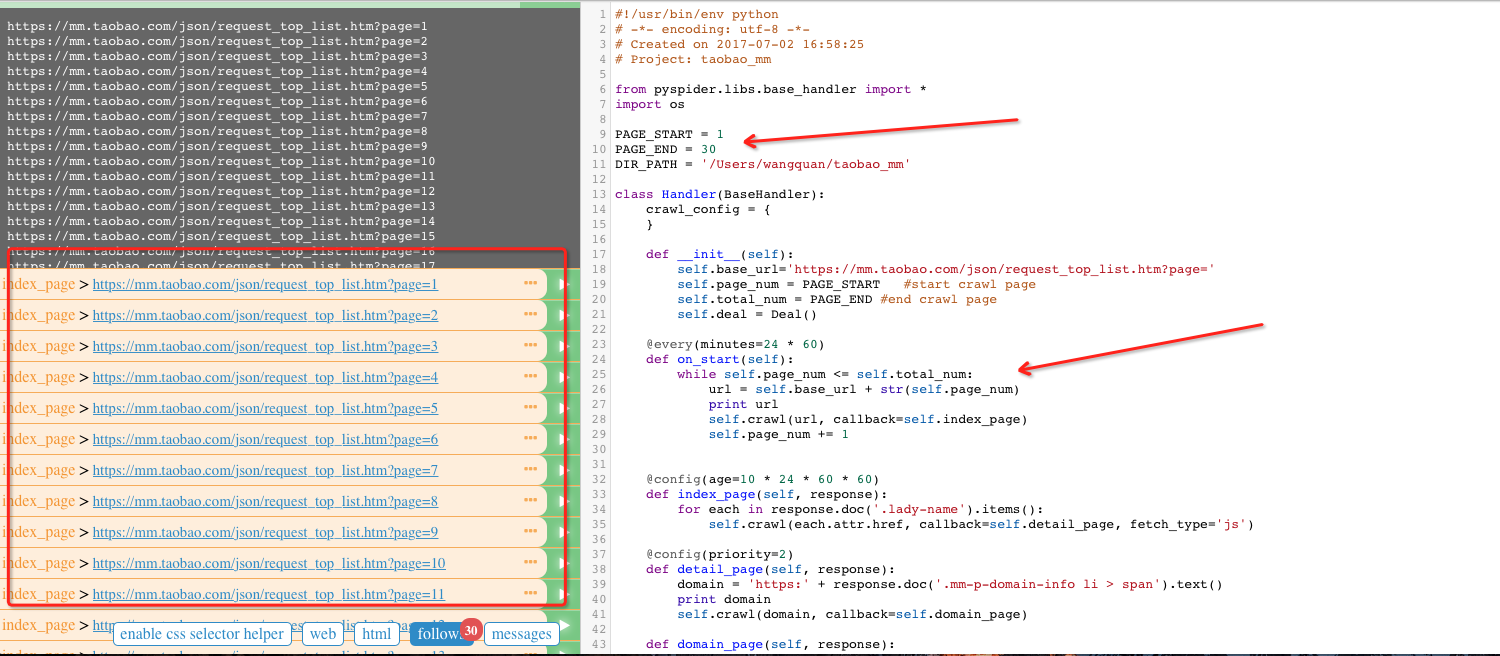 https://mm.taobao.com/json/request_top_list.htm?page=1
https://mm.taobao.com/json/request_top_list.htm?page=2
https://mm.taobao.com/json/request_top_list.htm?page=3
https://mm.taobao.com/json/request_top_list.htm?page=4
https://mm.taobao.com/json/request_top_list.htm?page=5
https://mm.taobao.com/json/request_top_list.htm?page=6
https://mm.taobao.com/json/request_top_list.htm?page=7
https://mm.taobao.com/json/request_top_list.htm?page=8
https://mm.taobao.com/json/request_top_list.htm?page=9
https://mm.taobao.com/json/request_top_list.htm?page=10
https://mm.taobao.com/json/request_top_list.htm?page=11
https://mm.taobao.com/json/request_top_list.htm?page=12
https://mm.taobao.com/json/request_top_list.htm?page=13
https://mm.taobao.com/json/request_top_list.htm?page=14
https://mm.taobao.com/json/request_top_list.htm?page=15
https://mm.taobao.com/json/request_top_list.htm?page=16
https://mm.taobao.com/json/request_top_list.htm?page=17
index_page > https://mm.taobao.com/json/request_top_list.htm?page=1
index_page > https://mm.taobao.com/json/request_top_list.htm?page=2
index_page > https://mm.taobao.com/json/request_top_list.htm?page=3
index_page > https://mm.taobao.com/json/request_top_list.htm?page=4
index_page > https://mm.taobao.com/json/request_top_list.htm?page=5
index_page > https://mm.taobao.com/json/request_top_list.htm?page=6
index_page > https://mm.taobao.com/json/request_top_list.htm?page=7
index_page > https://mm.taobao.com/json/request_top_list.htm?page=8
index_page > https://mm.taobao.com/json/request_top_list.htm?page=9
index_page > https://mm.taobao.com/json/request_top_list.htm?page=10
index_page > https://mm.taobao.com/json/request_top_list.htm?page=11
index_page >
enable css selector helper web html follows 30 messages
1 #!/usr/bin/env python
2 # -*- encoding: utf-8 -*-
3 # Created on 2017-07-02 16:58:25
4 # Project: taobao_mm
5
6 from pyspider.libs.base_handler import *
7 import os
8
9 PAGE_START = 1
10 PAGE_END = 30
11 DIR_PATH = '/Users/wangquan/taobao_mm'
12
13 class Handler(BaseHandler):
14     crawl_config = {
15     }
16
17     def __init__(self):
18         self.base_url='https://mm.taobao.com/json/request_top_list.htm?page='
19         self.page_num = PAGE_START   #start crawl page
20         self.total_num = PAGE_END #end crawl page
21         self.deal = Deal()
22
23     @every(minutes=24 * 60)
24     def on_start(self):
25         while self.page_num <= self.total_num:
26             url = self.base_url + str(self.page_num)
27             print url
28             self.crawl(url, callback=self.index_page)
29             self.page_num += 1
30
31
32     @config(age=10 * 24 * 60 * 60)
33     def index_page(self, response):
34         for each in response.doc('.lady-name').items():
35             self.crawl(each.attr.href, callback=self.detail_page, fetch_type='js')
36
37     @config(priority=2)
38     def detail_page(self, response):
39         domain = 'https:' + response.doc('.mm-p-domain-info li > span').text()
40         print domain
41         self.crawl(domain, callback=self.domain_page)
42
43     def domain_page(self, response):